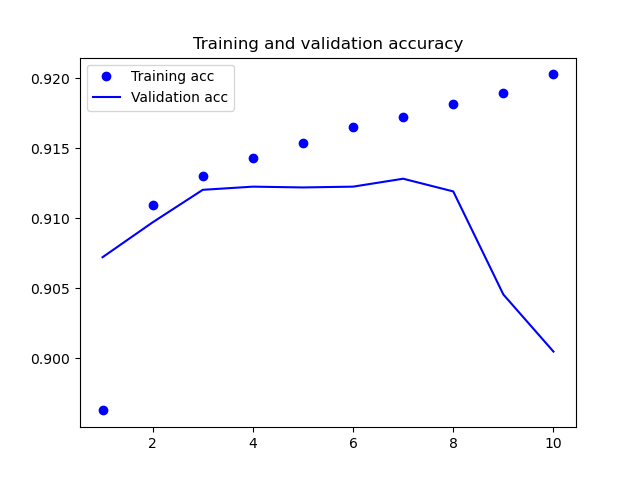 Training and validation accuracy
Training acc
Validation acc
0.920
0.915
0.910
0.905
0.900
2 4 6 8 10